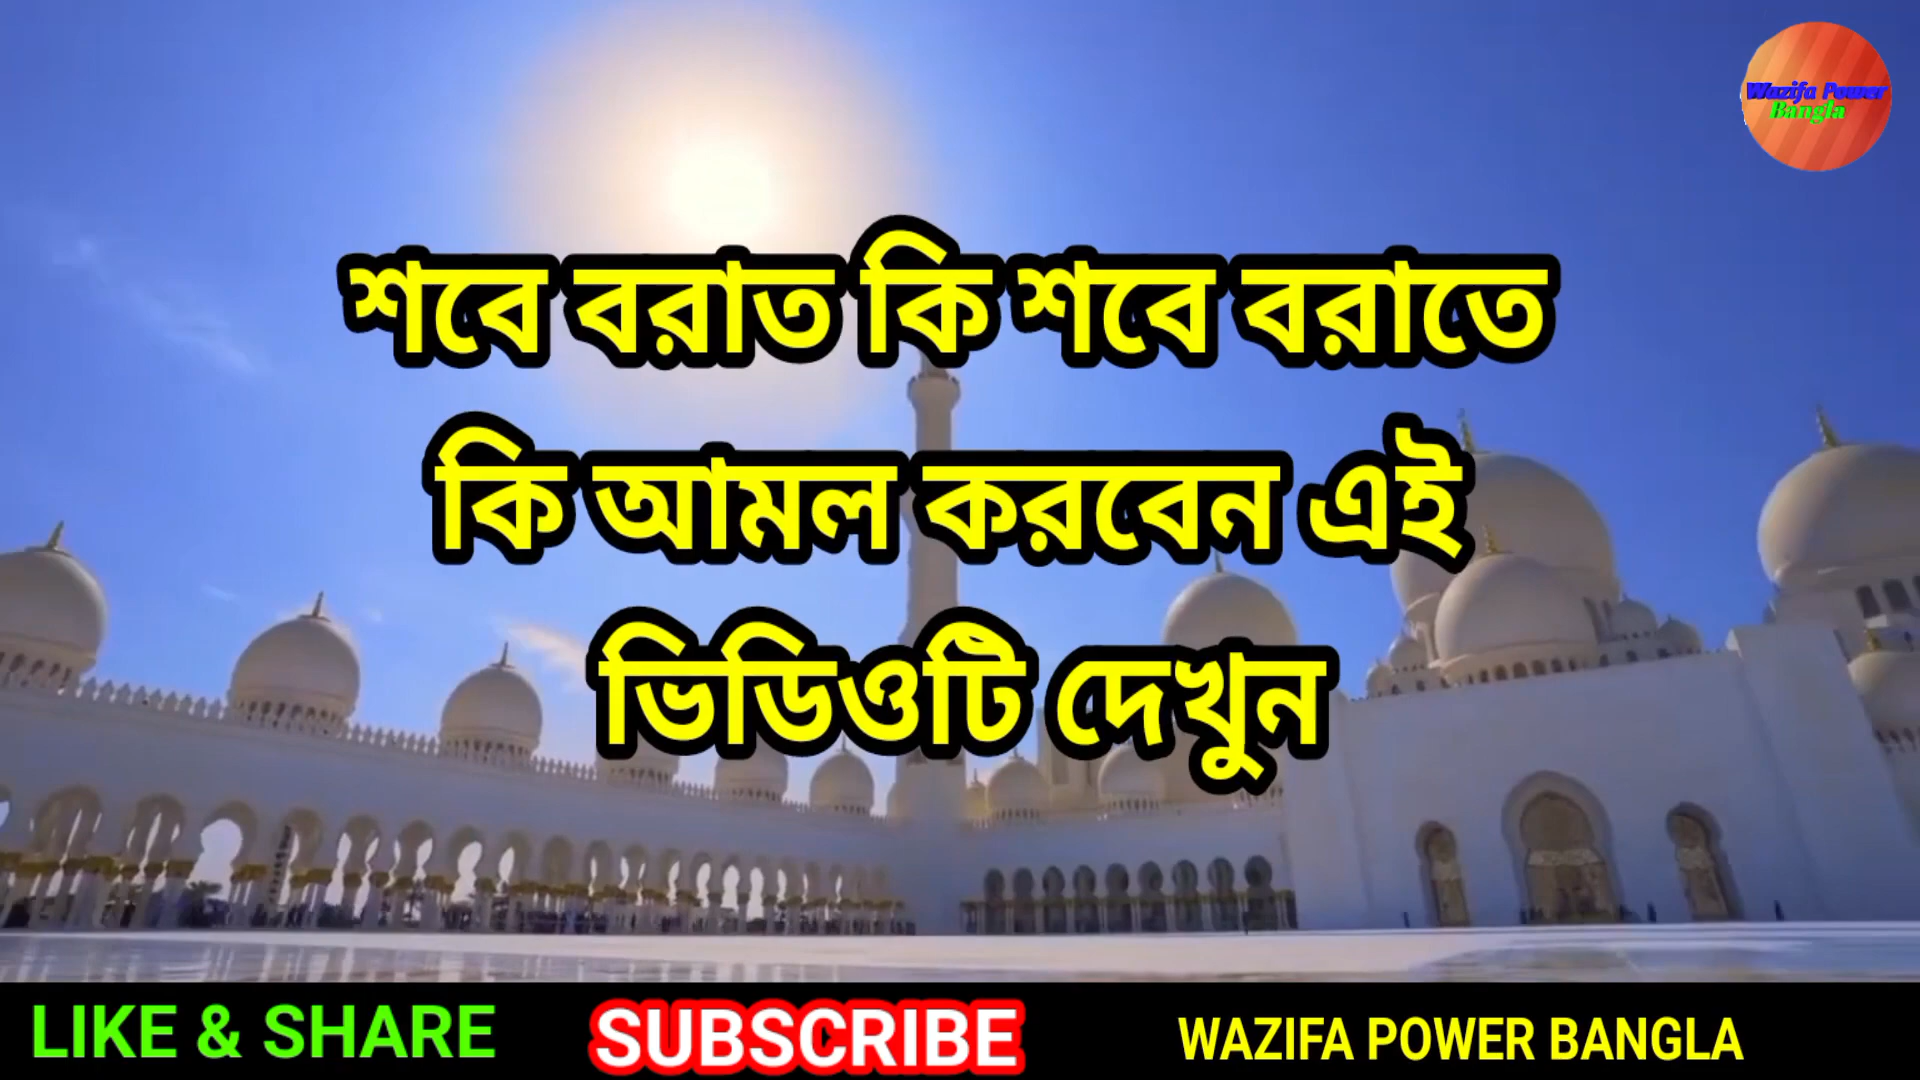 Wazifa Power
Bangla
শবে বরাত কি শবে বরাতে
কি আমল করবেন এই
ভিডিওটি দেখুন
LIKE & SHARE
SUBSCRIBE
WAZIFA POWER BANGLA